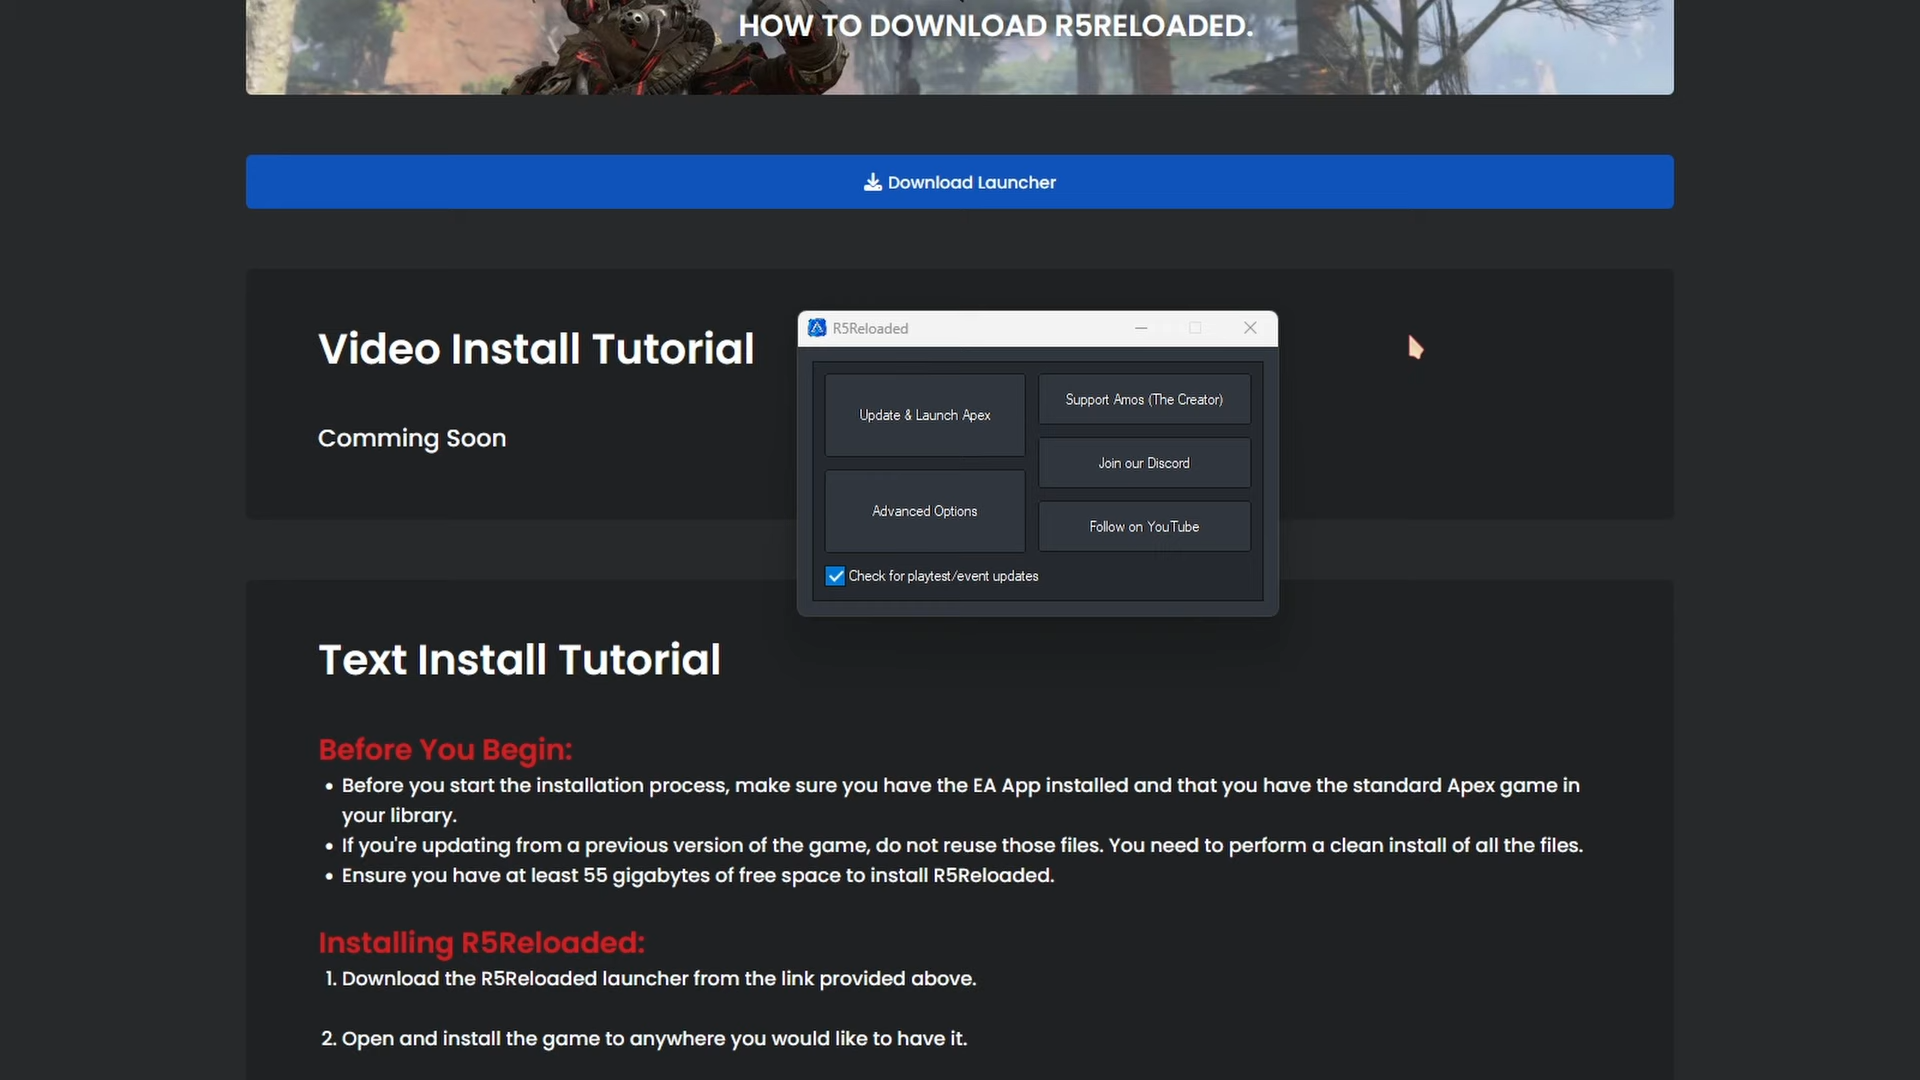 HOW TO DOWNLOAD R5RELOADED.
Download Launcher
Video Install Tutorial
Comming Soon
R5Reloaded
Update & Launch Apex
Support Amos (The Creator)
Join our Discord
Advanced Options
Follow on YouTube
Check for playtest/event updates
Text Install Tutorial
Before You Begin:
• Before you start the installation process, make sure you have the EA App installed and that you have the standard Apex game in
your library.
• If you're updating from a previous version of the game, do not reuse those files. You need to perform a clean install of all the files.
• Ensure you have at least 55 gigabytes of free space to install R5Reloaded.
Installing R5Reloaded:
1. Download the R5Reloaded launcher from the link provided above.
2. Open and install the game to anywhere you would like to have it.